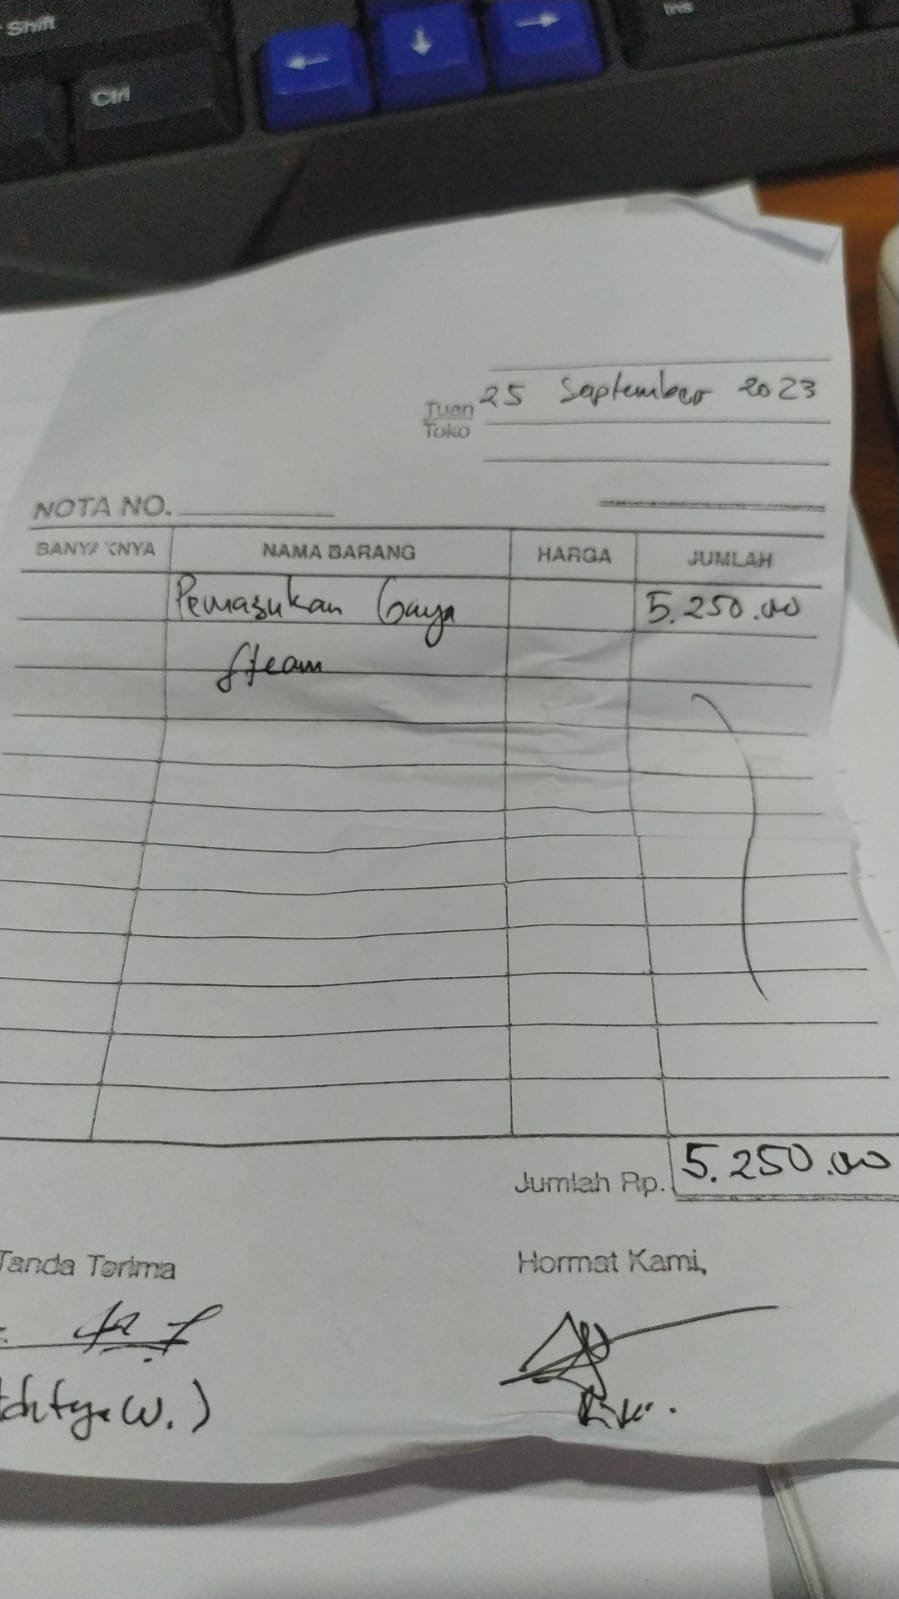 Shift
Ins
Ctrl
25 September 2023
Tuan
Toko
NOTA NO.
BANYAKNYA NAMA BARANG HARGA JUMLAH
Pemasukan Gaya 5.250.00
Steam
Jumlah Rp. 5.250.00
Tanda Terima Hormat Kami,
W.)